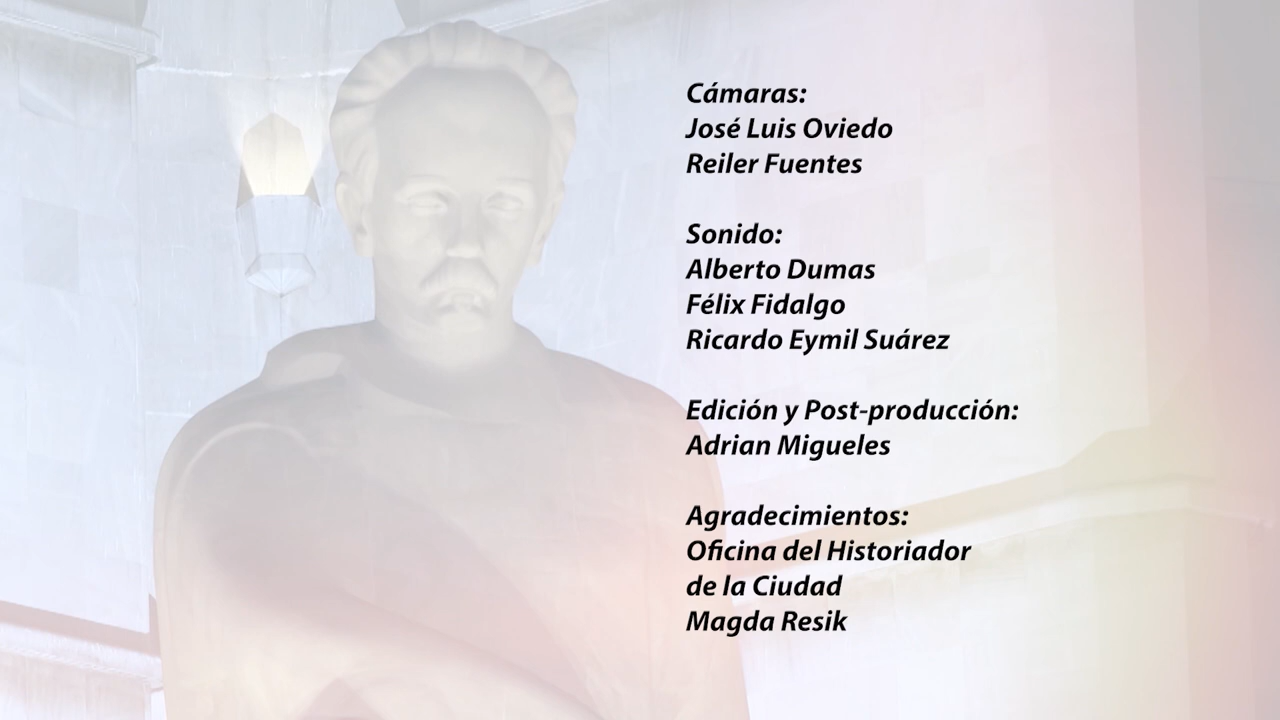 Cámaras:
José Luis Oviedo
Reiler Fuentes
Sonido:
Alberto Dumas
Félix Fidalgo
Ricardo Eymil Suárez
Edición y Post-producción:
Adrian Migueles
Agradecimientos:
Oficina del Historiador
de la Ciudad
Magda Resik